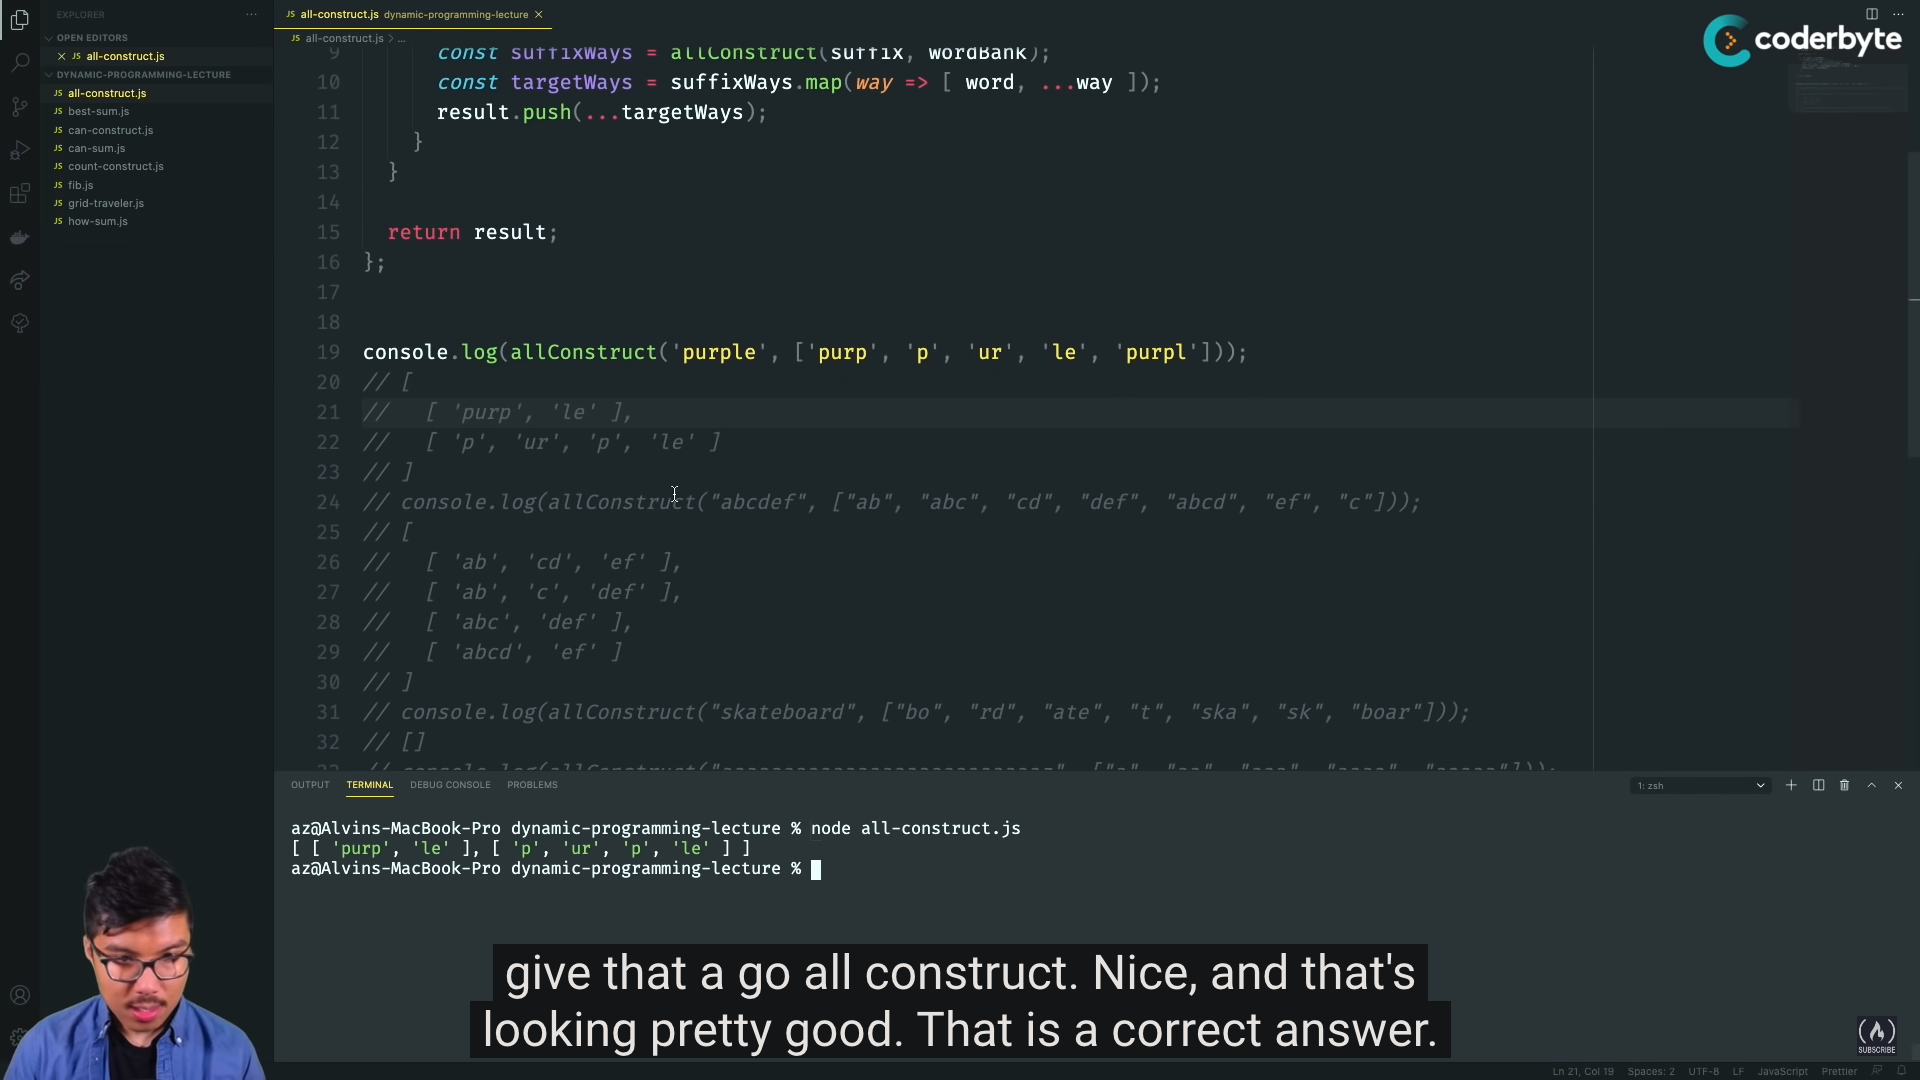 EXPLORER
OPEN EDITORS
JS all-construct.js
DYNAMIC-PROGRAMMING-LECTURE
JS all-construct.js
JS best-sum.js
JS can-construct.js
JS can-sum.js
JS count-construct.js
JS fib.js
JS grid-traveler.js
JS how-sum.js
JS all-construct.js dynamic-programming-lecture
JS all-construct.js > ...
coderbyte
9 const suffixWays = allConstruct(suffix, wordBank);
10 const targetWays = suffixWays.map(way => [ word, ...way ]);
11 result.push(...targetWays);
12 }
13 }
14
15 return result;
16 };
17
18
19 console.log(allConstruct('purple', ['purp', 'p', 'ur', 'le', 'purpl']));
20 // [
21 // [ 'purp', 'le' ],
22 // [ 'p', 'ur', 'p', 'le' ]
23 // ]
24 // console.log(allConstruct("abcdef", ["ab", "abc", "cd", "def", "abcd", "ef", "c"]));
25 // [
26 // [ 'ab', 'cd', 'ef' ],
27 // [ 'ab', 'c', 'def' ],
28 // [ 'abc', 'def' ],
29 // [ 'abcd', 'ef' ]
30 // ]
31 // console.log(allConstruct("skateboard", ["bo", "rd", "ate", "t", "ska", "sk", "boar"]));
32 // []
OUTPUT TERMINAL DEBUG CONSOLE PROBLEMS
1: zsh
az@Alvins-MacBook-Pro dynamic-programming-lecture % node all-construct.js
[ [ 'purp', 'le' ], [ 'p', 'ur', 'p', 'le' ] ]
az@Alvins-MacBook-Pro dynamic-programming-lecture %
give that a go all construct. Nice, and that's
looking pretty good. That is a correct answer.
SUBSCRIBE
Ln 21, Col 19 Spaces: 2 UTF-8 LF JavaScript Prettier